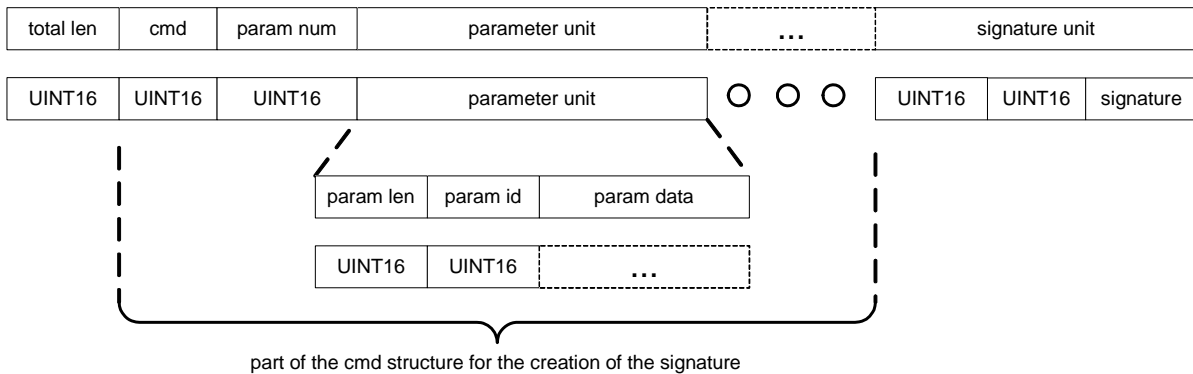 total len cmd param num parameter unit ... signature unit
UINT16 UINT16 UINT16 parameter unit UINT16 UINT16 signature
param len param id param data
UINT16 UINT16 ...
part of the cmd structure for the creation of the signature